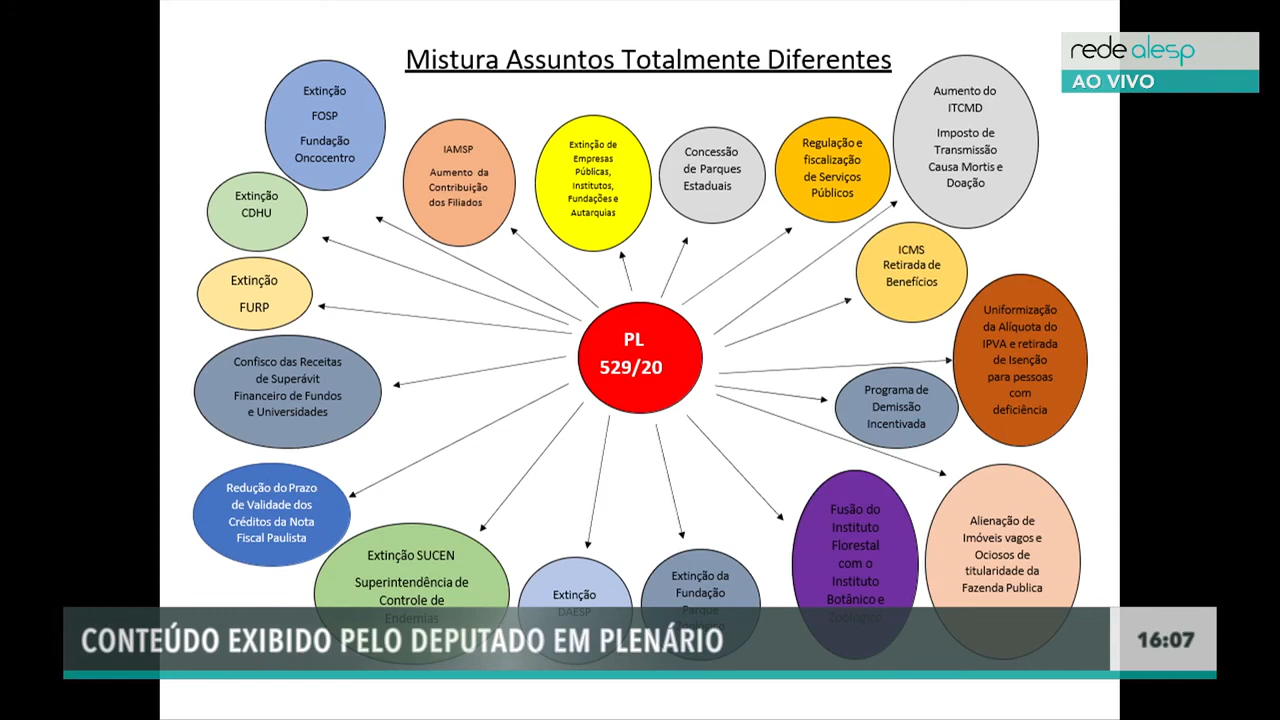 Mistura Assuntos Totalmente Diferentes
rede alesp
AO VIVO
Extinção
FOSP
Fundação
Oncocentro
IAMSP
Aumento da
Contribuição
dos Filiados
Extinção de
Empresas
Públicas,
Institutos,
Fundações e
Autarquias
Concessão
de Parques
Estaduais
Regulação e
fiscalização
de Serviços
Públicos
Aumento do
ITCMD
Imposto de
Transmissão
Causa Mortis e
Doação
Extinção
CDHU
ICMS
Retirada de
Benefícios
Extinção
FURP
PL
529/20
Uniformização
da Alíquota do
IPVA e retirada
de Isenção
para pessoas
com
deficiência
Confisco das Receitas
de Superávit
Financeiro de Fundos
e Universidades
Programa de
Demissão
Incentivada
Redução do Prazo
de Validade dos
Créditos da Nota
Fiscal Paulista
Extinção SUCEN
Superintendência de
Controle de
Endemias
Extinção
DAESP
Extinção da
Fundação
Parque
Zoológico
Fusão do
Instituto
Florestal
com o
Instituto
Botânico e
Zoológico
Alienação de
Imóveis vagos e
Ociosos de
titularidade da
Fazenda Publica
CONTEÚDO EXIBIDO PELO DEPUTADO EM PLENÁRIO
16:07